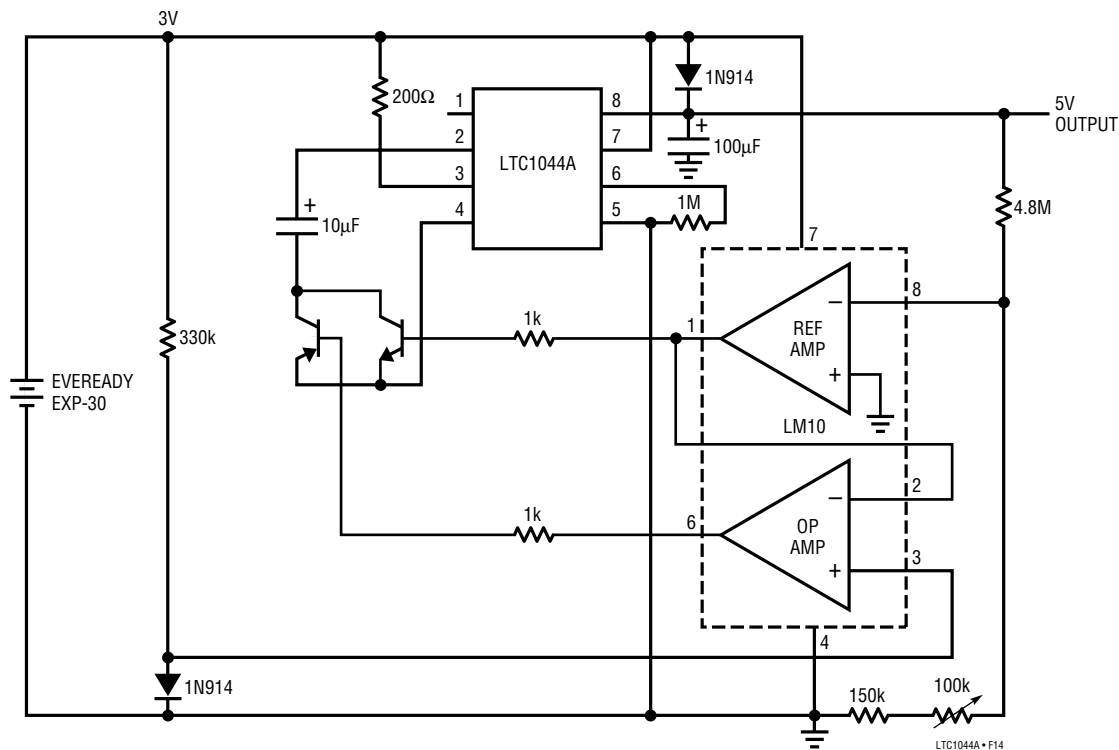 3V
200Ω
1
2
3
4
LTC1044A
8
7
6
5
1N914
+
100µF
5V
OUTPUT
1M
4.8M
+
10µF
7
330k
1k
1
REF
AMP
−
+
8
EVEREADY
EXP-30
LM10
1k
6
OP
AMP
−
+
2
3
4
1N914
150k
100k
LTC1044A • F14